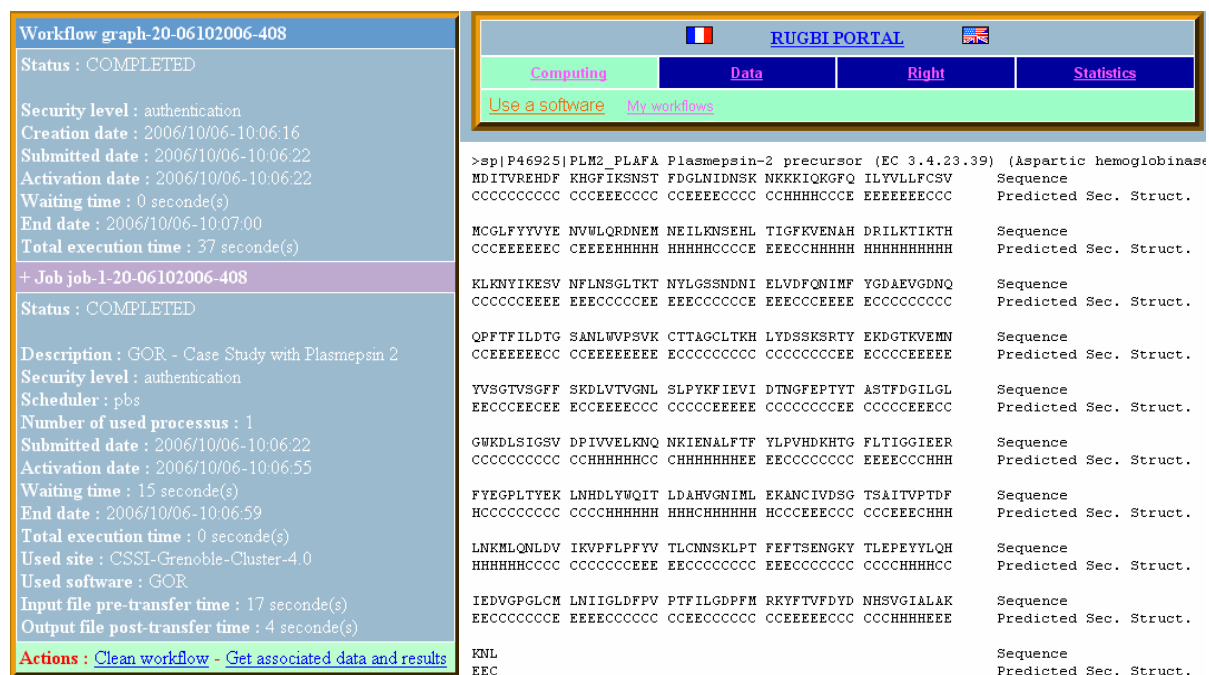 Workflow graph-20-06102006-408
Status : COMPLETED
Security level : authentication
Creation date : 2006/10/06-10:06:16
Submitted date : 2006/10/06-10:06:22
Activation date : 2006/10/06-10:06:22
Waiting time : 0 seconde(s)
End date : 2006/10/06-10:07:00
Total execution time : 37 seconde(s)
+ Job job-1-20-06102006-408
Status : COMPLETED
Description : GOR - Case Study with Plasmepsin 2
Security level : authentication
Scheduler : pbs
Number of used processus : 1
Submitted date : 2006/10/06-10:06:22
Activation date : 2006/10/06-10:06:55
Waiting time : 15 seconde(s)
End date : 2006/10/06-10:06:59
Total execution time : 0 seconde(s)
Used site : CSSI-Grenoble-Cluster-4.0
Used software : GOR
Input file pre-transfer time : 17 seconde(s)
Output file post-transfer time : 4 seconde(s)
Actions : Clean workflow - Get associated data and results
RUGBI PORTAL
Computing Data Right Statistics
Use a software My workflows
>sp|P46925|PLM2_PLAFA Plasmepsin-2 precursor (EC 3.4.23.39) (Aspartic hemoglobinase
MDITVREHDF KHGFIKSNST FDGLNIDNSK NKKKIQKGFQ ILYVLLFCSV Sequence
CCCCCCCCCC CCCEEECCCC CCEEEECCCC CCHHHHCCCE EEEEEEECCC Predicted Sec. Struct.
MCGLFYYVYE NVWLQRDNEM NEILKNSEHL TIGFKVENAH DRILKTIKTH Sequence
CCCEEEEEEC CEEEEHHHHH HHHHHCCCCE EEECCHHHHH HHHHHHHHHH Predicted Sec. Struct.
KLKNYIKESV NFLNSGLTKT NYLGSSNDNI ELVDFQNIMF YGDAEVGDNQ Sequence
CCCCCCEEEE EEECCCCCEE EEECCCCCCE EEECCCEEEE ECCCCCCCCC Predicted Sec. Struct.
QPFTFILDTG SANLWVPSVK CTTAGCLTKH LYDSSKSRTY EKDGTKVEMN Sequence
CCEEEEEECC CCEEEEEEEE ECCCCCCCCC CCCCCCCCEE EECCCCEEEE Predicted Sec. Struct.
YVSGTVSGFF SKDLVTVGNL SLPYKFIEVI DTNGFEPTYT ASTFDGILGL Sequence
EECCCEECEE ECCEEEECCC CCCCCEEEEE CCCCCCCCEE CCCCCEEECC Predicted Sec. Struct.
GWKDLSIGSV DPIVVELKNQ NKIENALFTF YLPVHDKHTG FLTIGGIEER Sequence
CCCCCCCCCC CCHHHHHHCC CHHHHHHHEE EECCCCCCCC EEEECCCHHH Predicted Sec. Struct.
FYEGPLTYEK LNHDLYWQIT LDAHVGNIML EKANCIVDSG TSAITVPTDF Sequence
HCCCCCCCCC CCCCHHHHHH HHHCHHHHHH HCCCEEECCC CCCEEECHHH Predicted Sec. Struct.
LNKMLQNLDV IKVPFLPFYV TLCNNSKLPT FEFTSENGKY TLEPEYYLQH Sequence
HHHHHHCCCC CCCCCCCEEE EECCCCCCCC EEECCCCCCC CCCCHHHHCC Predicted Sec. Struct.
IEDVGPGLCM LNIIGLDFPV PTFILGDPFM RKYFTVFDYD NHSVGIALAK Sequence
EECCCCCCCE EEEECCCCCC CCEECCCCCC CCEEEEECCC CCCHHHHEEE Predicted Sec. Struct.
KNL Sequence
EEC Predicted Sec. Struct.